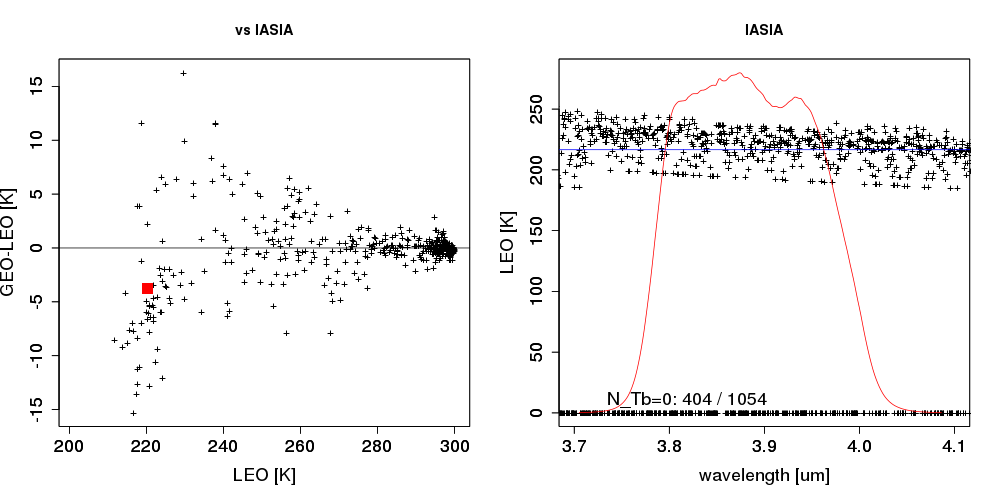 vs IASIA
GEO-LEO [K]
15
10
5
0
-5
-10
-15
200 220 240 260 280 300
LEO [K]
IASIA
LEO [K]
250
200
150
100
50
0
N_Tb=0: 404 / 1054
3.7 3.8 3.9 4.0 4.1
wavelength [um]